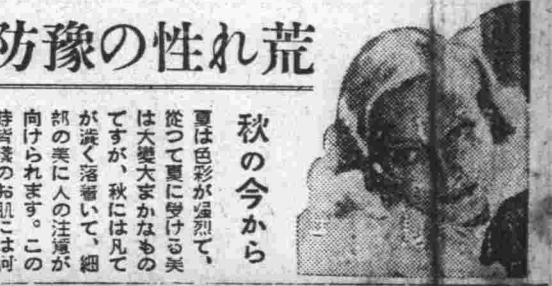 荒れ性の豫防
秋の今から
夏は色彩が强烈で、
從つて夏に受ける美
は大變大まかなもの
ですが、秋には凡て
が澁く落着いて、細
部の美に人の注意が
向けられます。この
時皆樣のお肌には何